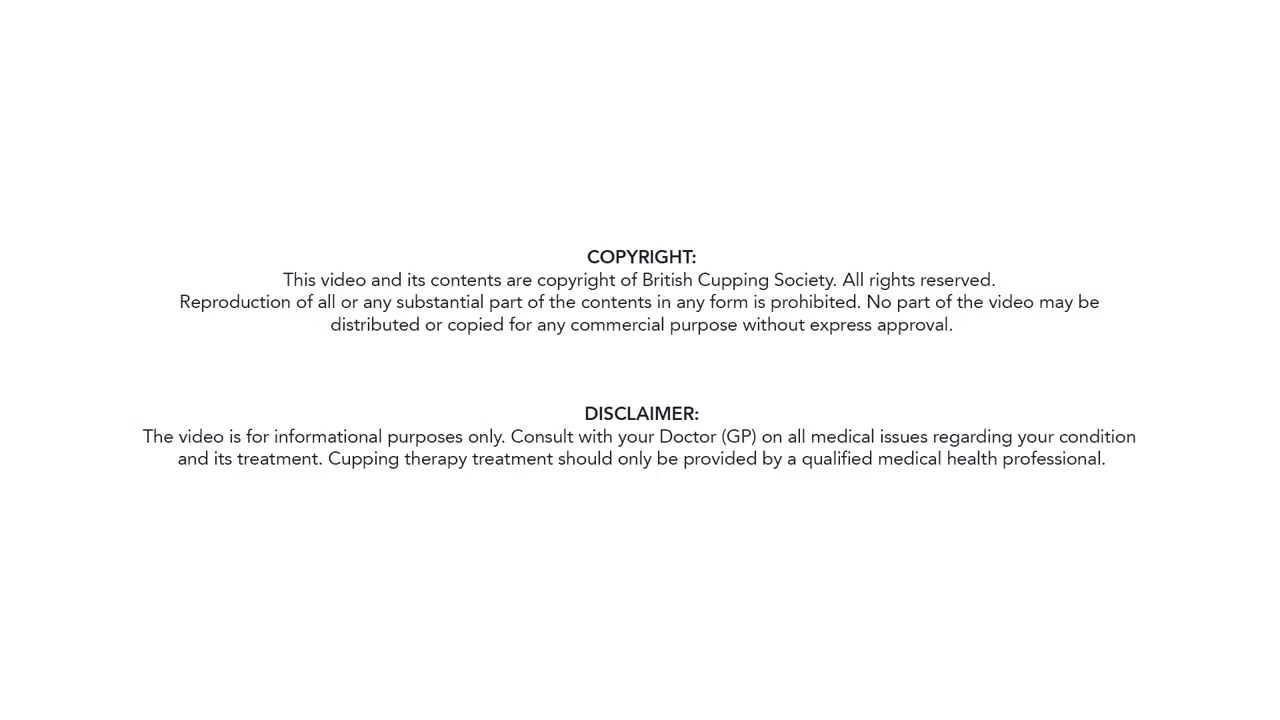 COPYRIGHT:
This video and its contents are copyright of British Cupping Society. All rights reserved.
Reproduction of all or any substantial part of the contents in any form is prohibited. No part of the video may be
distributed or copied for any commercial purpose without express approval.
DISCLAIMER:
The video is for informational purposes only. Consult with your Doctor (GP) on all medical issues regarding your condition
and its treatment. Cupping therapy treatment should only be provided by a qualified medical health professional.